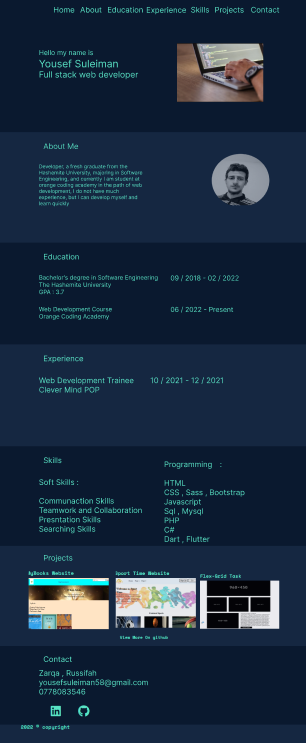 Home About Education Experience Skills Projects Contact
Hello my name is
Yousef Suleiman
Full stack web developer
About Me
Developer, a fresh graduate from the
Hashemite University, majoring in Software
Engineering, and currently I am student at
orange coding academy in the path of web
development, I do not have much
experience, but I can develop myself and
learn quickly
Education
Bachelor's degree in Software Engineering 09 / 2018 - 02 / 2022
The Hashemite University
GPA : 3.7
Web Development Course 06 / 2022 - Present
Orange Coding Academy
Experience
Web Development Trainee 10 / 2021 - 12 / 2021
Clever Mind POP
Skills
Soft Skills :
Communaction Skills
Teamwork and Collaboration
Presntation Skills
Searching Skills
Programming :
HTML
CSS , Sass , Bootstrap
Javascript
Sql , Mysql
PHP
C#
Dart , Flutter
Projects
MyBooks Website
Sport Time Website
Flex-Grid Task
View More On github
Contact
Zarqa , Russifah
yousefsuleiman58@gmail.com
0778083546
2022 © copyright